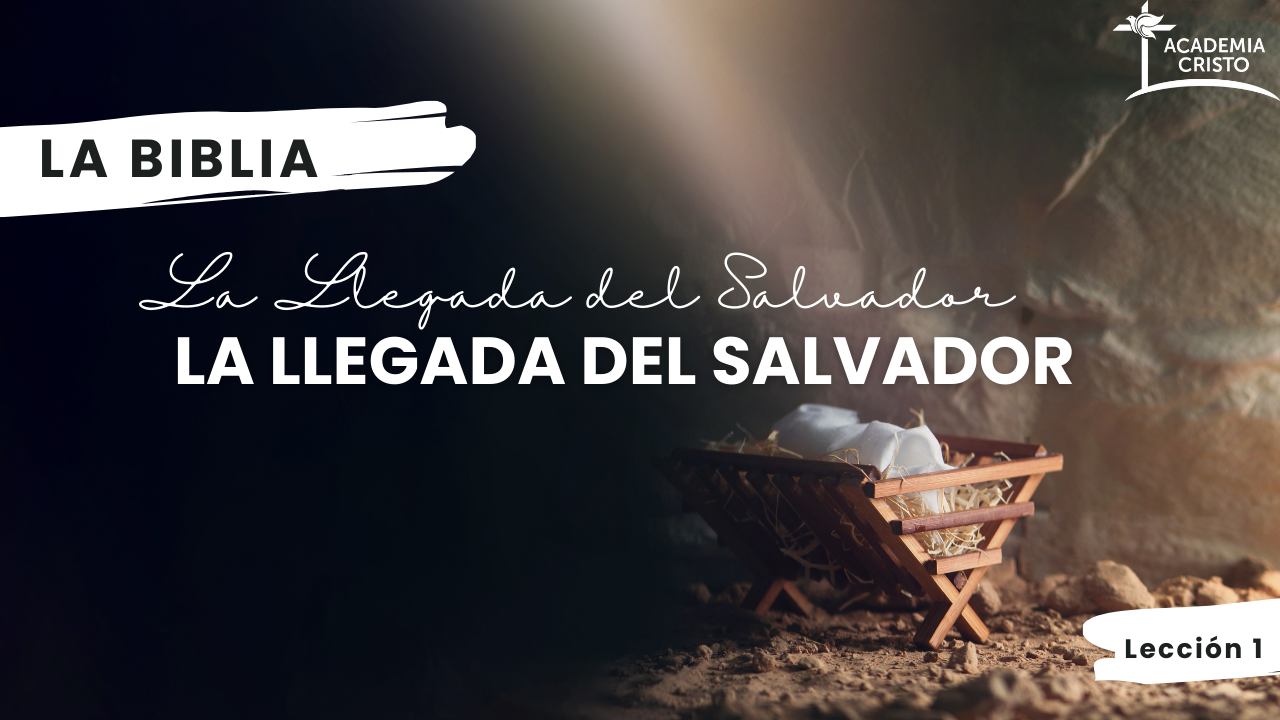 ACADEMIA
CRISTO
LA BIBLIA
La Llegada del Salvador
LA LLEGADA DEL SALVADOR
Lección 1